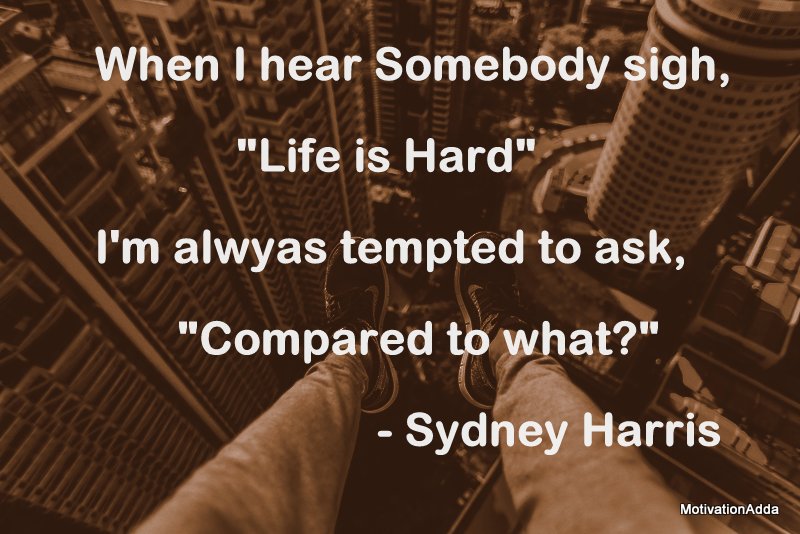 When I hear Somebody sigh,
"Life is Hard"
I'm alwyas tempted to ask,
"Compared to what?"
- Sydney Harris
MotivationAdda